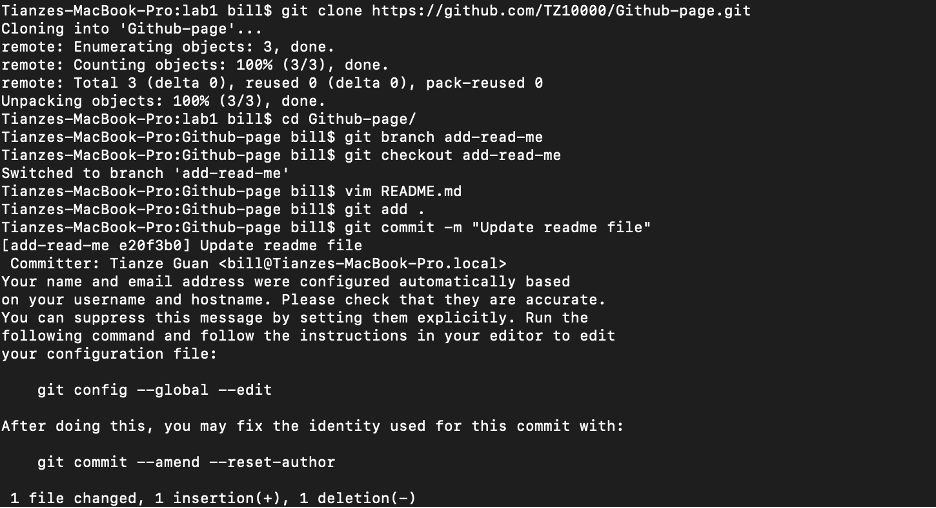 Tianzes-MacBook-Pro:lab1 bill$ git clone https://github.com/TZ10000/Github-page.git
Cloning into 'Github-page'...
remote: Enumerating objects: 3, done.
remote: Counting objects: 100% (3/3), done.
remote: Total 3 (delta 0), reused 0 (delta 0), pack-reused 0
Unpacking objects: 100% (3/3), done.
Tianzes-MacBook-Pro:lab1 bill$ cd Github-page/
Tianzes-MacBook-Pro:Github-page bill$ git branch add-read-me
Tianzes-MacBook-Pro:Github-page bill$ git checkout add-read-me
Switched to branch 'add-read-me'
Tianzes-MacBook-Pro:Github-page bill$ vim README.md
Tianzes-MacBook-Pro:Github-page bill$ git add .
Tianzes-MacBook-Pro:Github-page bill$ git commit -m "Update readme file"
[add-read-me e20f3b0] Update readme file
 Committer: Tianze Guan <bill@Tianzes-MacBook-Pro.local>
Your name and email address were configured automatically based
on your username and hostname. Please check that they are accurate.
You can suppress this message by setting them explicitly. Run the
following command and follow the instructions in your editor to edit
your configuration file:

    git config --global --edit

After doing this, you may fix the identity used for this commit with:

    git commit --amend --reset-author

 1 file changed, 1 insertion(+), 1 deletion(-)